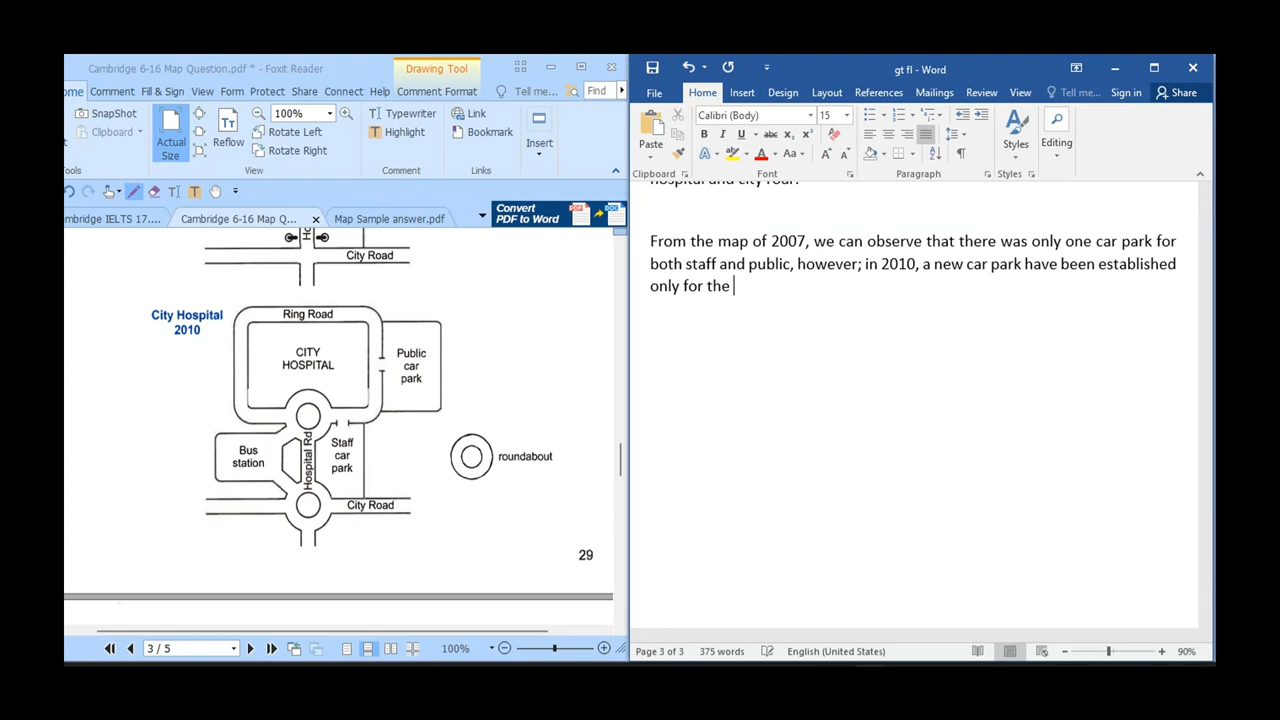 Cambridge 6-16 Map Question.pdf * - Foxit Reader
Drawing Tool
ome Comment Fill & Sign View Form Protect Share Connect Help Comment Format Tell me... Find
SnapShot
Clipboard
Actual Size
Reflow
100%
Rotate Left
Rotate Right
Typewriter
Highlight
Link
Bookmark
Insert
ools View Comment Links
mbridge IELTS 17.... Cambridge 6-16 Map Q... Map Sample answer.pdf
CONVERT
PDF to Word
City Road
City Hospital
2010
Ring Road
CITY
HOSPITAL
Public
car
park
Bus
station
Hospital Rd
Staff
car
park
roundabout
City Road
29
3 / 5
100%
gt fl - Word
File Home Insert Design Layout References Mailings Review View Tell me... Sign in Share
Paste
Calibri (Body) 15
B I U abc x₂ x²
A Aa A A
Styles
Editing
Clipboard Font Paragraph Styles
From the map of 2007, we can observe that there was only one car park for
both staff and public, however; in 2010, a new car park have been established
only for the
Page 3 of 3 375 words English (United States) 90%